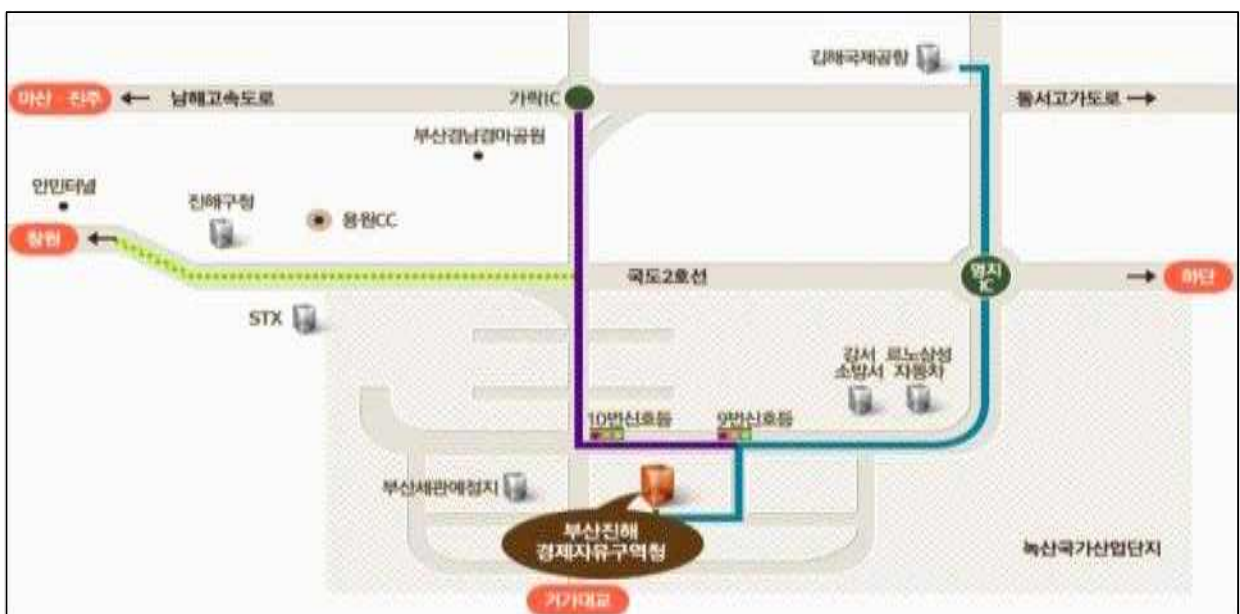 김해국제공항
마산 진주 ← 남해고속도로
가락IC
동서고가도로 →
부산경남경마공원
안민터널
진해구청
용원CC
창원 ←
국도2호선
명지
IC
→ 하단
STX
강서 르노삼성
소방서 자동차
10번신호등
9번신호등
부산세관예정지
부산진해
경제자유구역청
녹산국가산업단지
거가대교